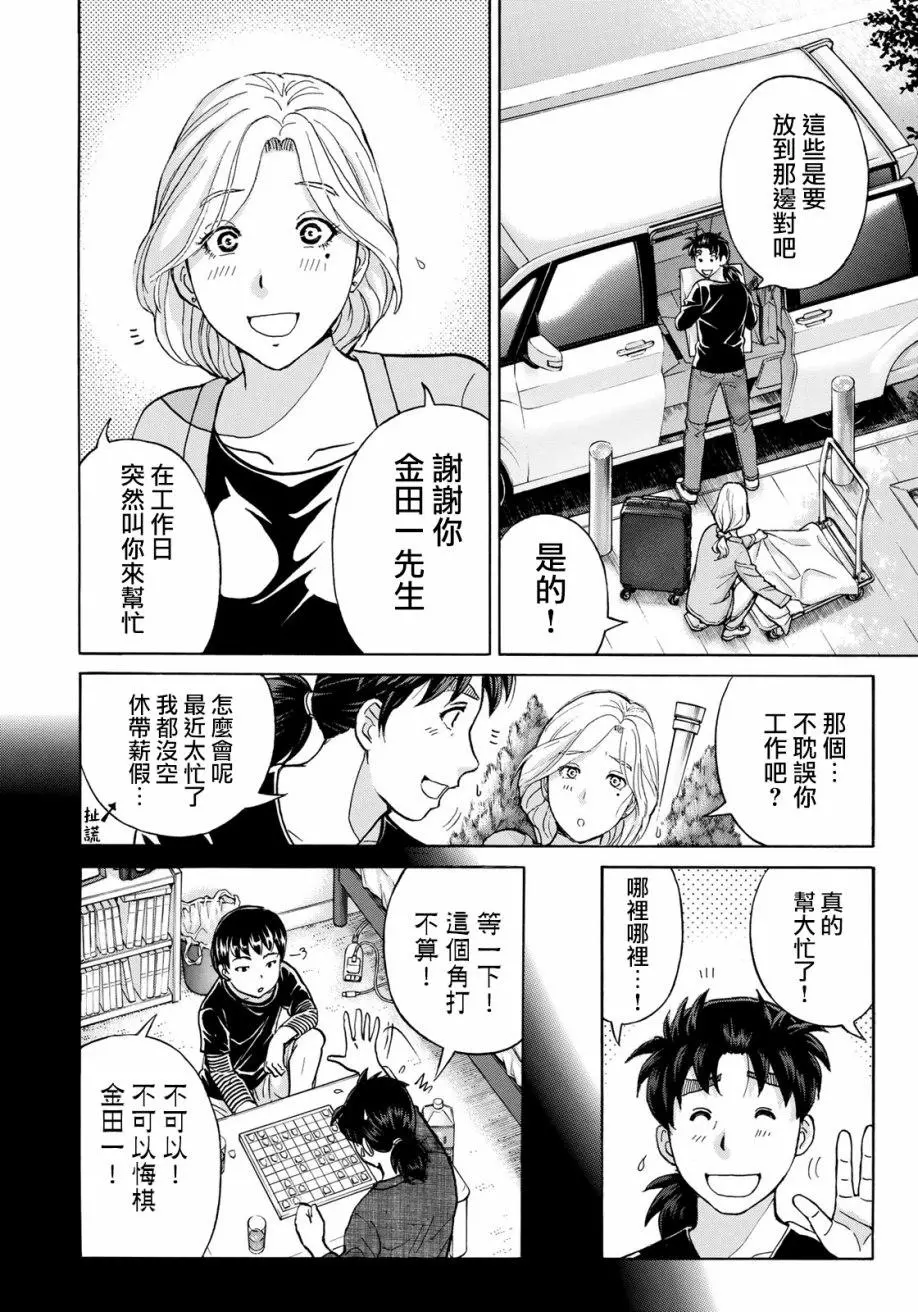 這些是要
放到那邊對吧
是的！
謝謝你
金田一先生
在工作日
突然叫你來幫忙
那個…
不耽誤你
工作吧？
怎麼會呢
最近太忙了
我都沒空
休帶薪假…
扯謊
真的
幫大忙了！
哪裡哪裡…！
等一下！
這個角打
不算！
不可以！
不可以悔棋
金田一！